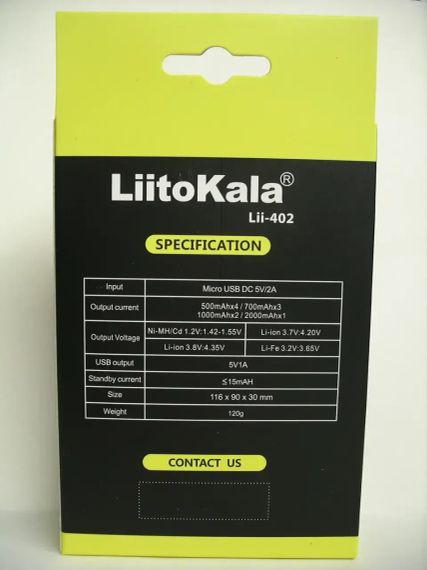 LiitoKala®
Lii-402
SPECIFICATION
Input Micro USB DC 5V/2A
Output current 500mAhx4 / 700mAhx3
1000mAhx2 / 2000mAhx1
Output Voltage Ni-MH/Cd 1.2V:1.42-1.55V Li-ion 3.7V:4.20V
Li-ion 3.8V:4.35V Li-Fe 3.2V:3.65V
USB output 5V1A
Standby current ≤15mAH
Size 116 x 90 x 30 mm
Weight 120g
CONTACT US